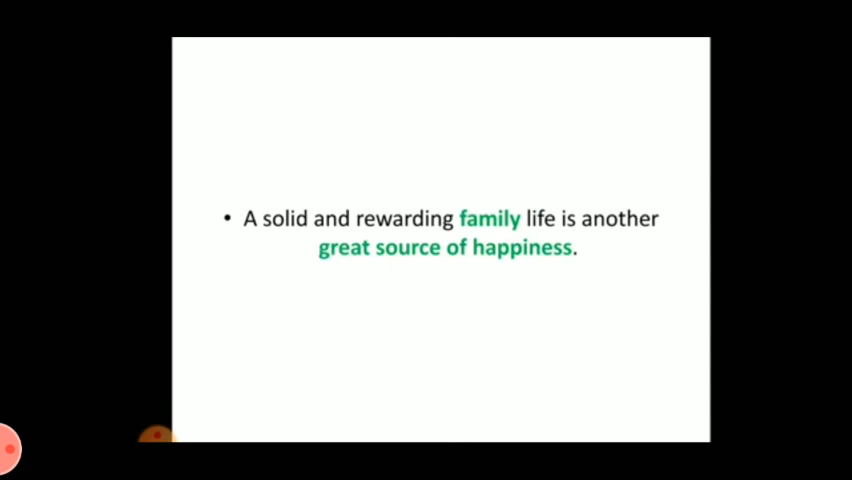 • A solid and rewarding family life is another
great source of happiness.